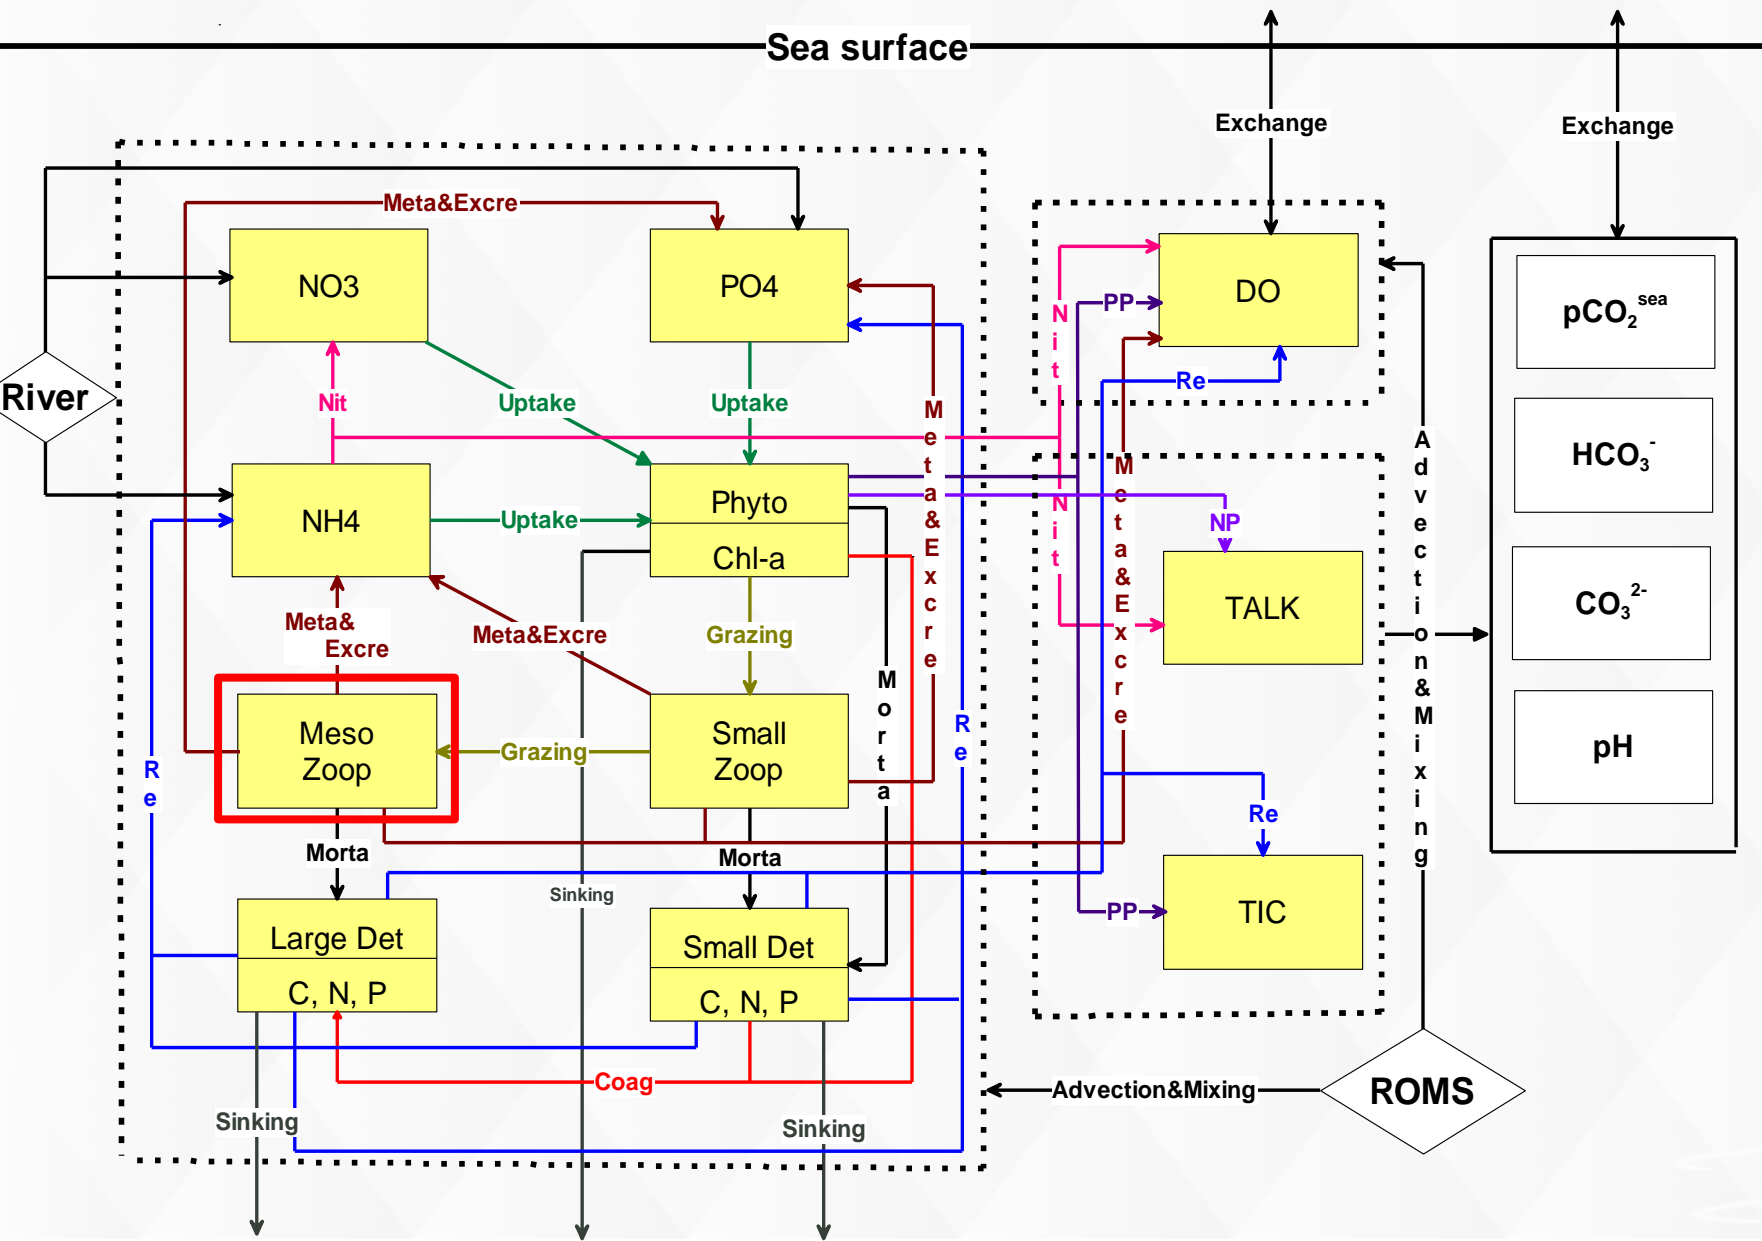 Sea surface
Exchange
Exchange
Meta&Excre
NO3
PO4
DO
pCO₂ˢᵉᵃ
PP
Nit
Re
River
Nit
Uptake
Uptake
Meta&Excre
Advection&Mixing
HCO₃⁻
NH4
Uptake
Phyto
Chl-a
Nit
Meta&Excre
NP
TALK
CO₃²⁻
Meta&
Excre
Meta&Excre
Grazing
Morta
Meso
Zoop
Grazing
Small
Zoop
Re
Re
pH
Re
Morta
Morta
Sinking
Large Det
C, N, P
Small Det
C, N, P
PP
TIC
Coag
Advection&Mixing
ROMS
Sinking
Sinking